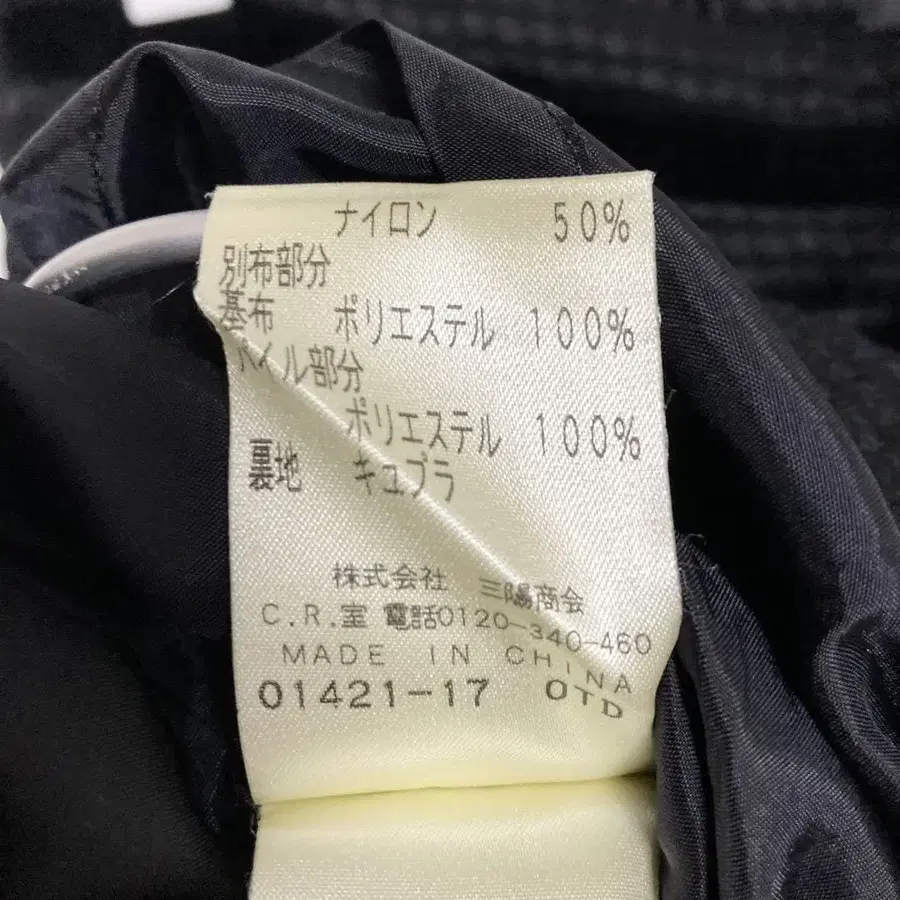 ナイロン 50%
別布部分
基布 ポリエステル 100%
ホイル部分
ポリエステル 100%
裏地 キュプラ
株式会社 三陽商会
C.R.室 電話0120-340-460
MADE IN CHINA
01421-17 OTD